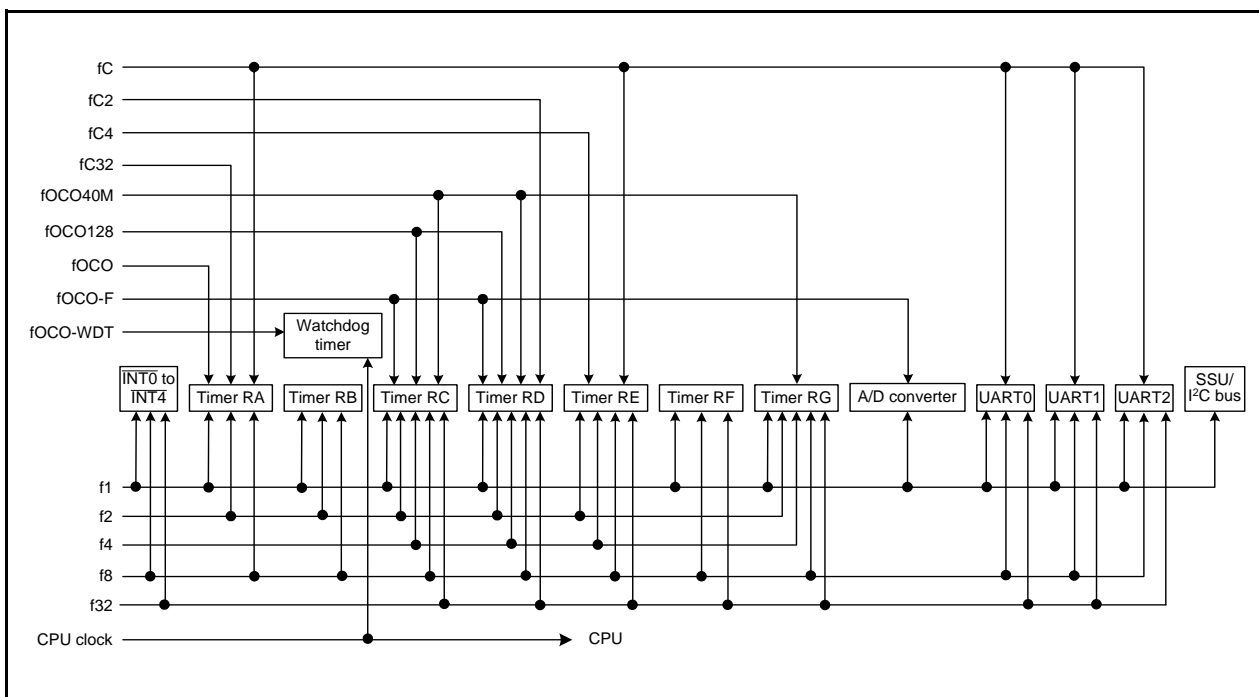 fC
fC2
fC4
fC32
fOCO40M
fOCO128
fOCO
fOCO-F
fOCO-WDT
Watchdog
timer
INT0 to
INT4
Timer RA
Timer RB
Timer RC
Timer RD
Timer RE
Timer RF
Timer RG
A/D converter
UART0
UART1
UART2
SSU/
I²C bus
f1
f2
f4
f8
f32
CPU clock
CPU